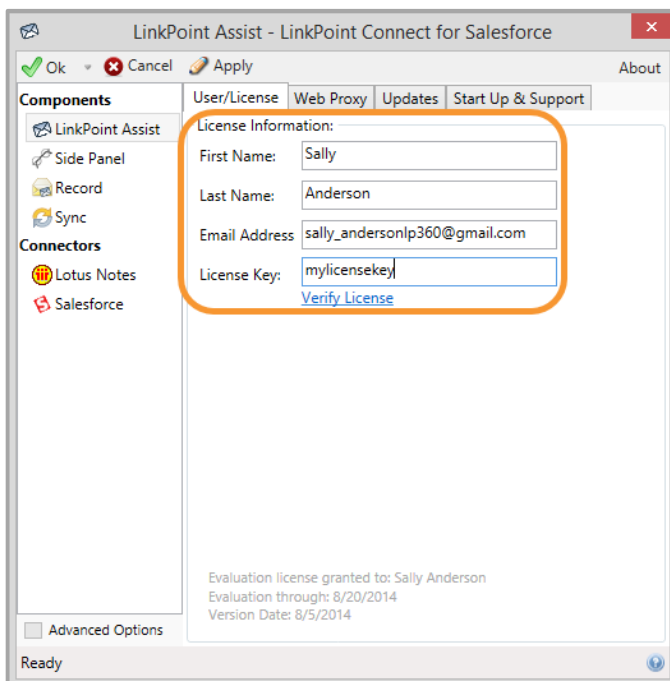 LinkPoint Assist - LinkPoint Connect for Salesforce
Ok Cancel Apply About
Components
LinkPoint Assist
Side Panel
Record
Sync
Connectors
Lotus Notes
Salesforce
User/License Web Proxy Updates Start Up & Support
License Information:
First Name: Sally
Last Name: Anderson
Email Address sally_andersonlp360@gmail.com
License Key: mylicensekey
Verify License
Evaluation license granted to: Sally Anderson
Evaluation through: 8/20/2014
Version Date: 8/5/2014
Advanced Options
Ready